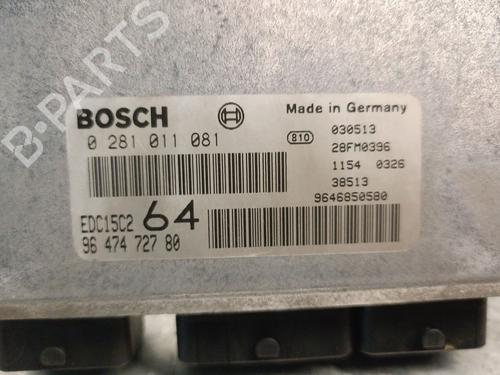 B-PARTS
BOSCH
Made in Germany
0 281 011 081
810
030513
28FM0396
1154 0326
38513
9646850580
EDC15C2 64
96 474 727 80